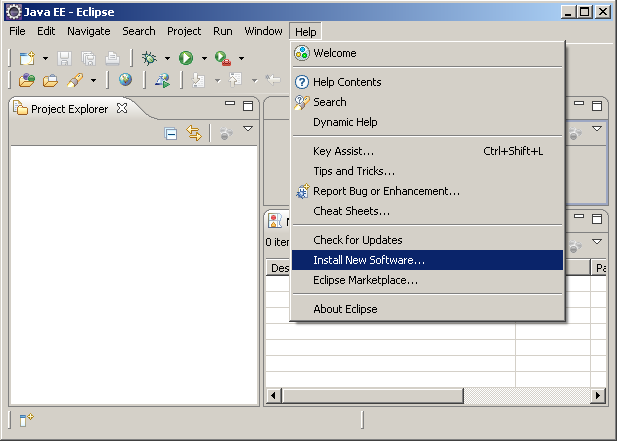 Java EE - Eclipse
File Edit Navigate Search Project Run Window Help
Project Explorer
Welcome
Help Contents
Search
Dynamic Help
Key Assist... Ctrl+Shift+L
Tips and Tricks...
Report Bug or Enhancement...
Cheat Sheets...
Check for Updates
Install New Software...
Eclipse Marketplace...
About Eclipse
0 iter
Des
Pa